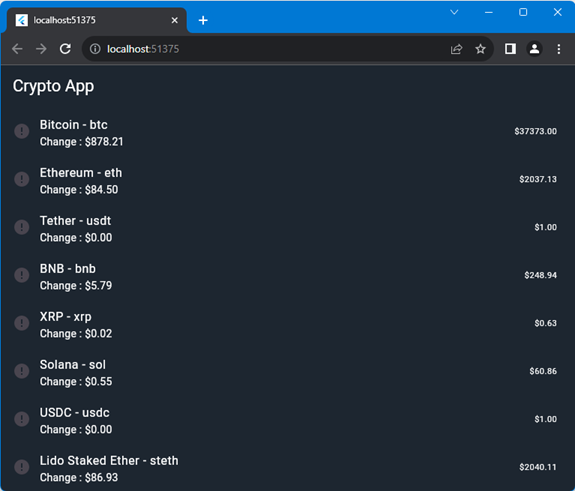 localhost:51375
localhost:51375
Crypto App
Bitcoin - btc
Change : $878.21
$37373.00
Ethereum - eth
Change : $84.50
$2037.13
Tether - usdt
Change : $0.00
$1.00
BNB - bnb
Change : $5.79
$248.94
XRP - xrp
Change : $0.02
$0.63
Solana - sol
Change : $0.55
$60.86
USDC - usdc
Change : $0.00
$1.00
Lido Staked Ether - steth
Change : $86.93
$2040.11